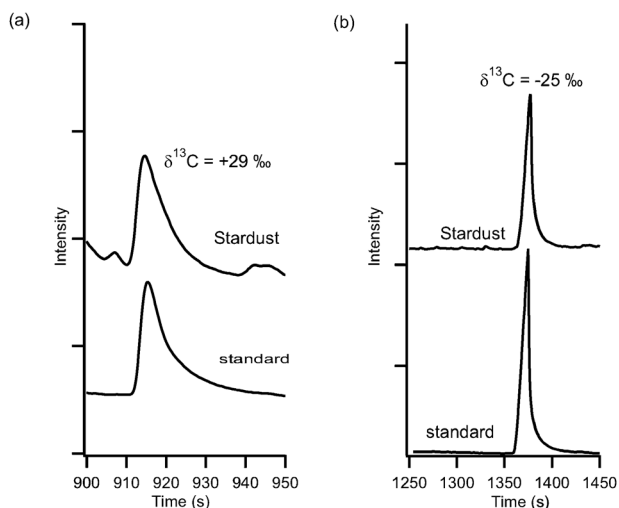 (a)
δ13C = +29 ‰
Stardust
standard
Intensity
900 910 920 930 940 950
Time (s)
(b)
δ13C = -25 ‰
Stardust
standard
Intensity
1250 1300 1350 1400 1450
Time (s)